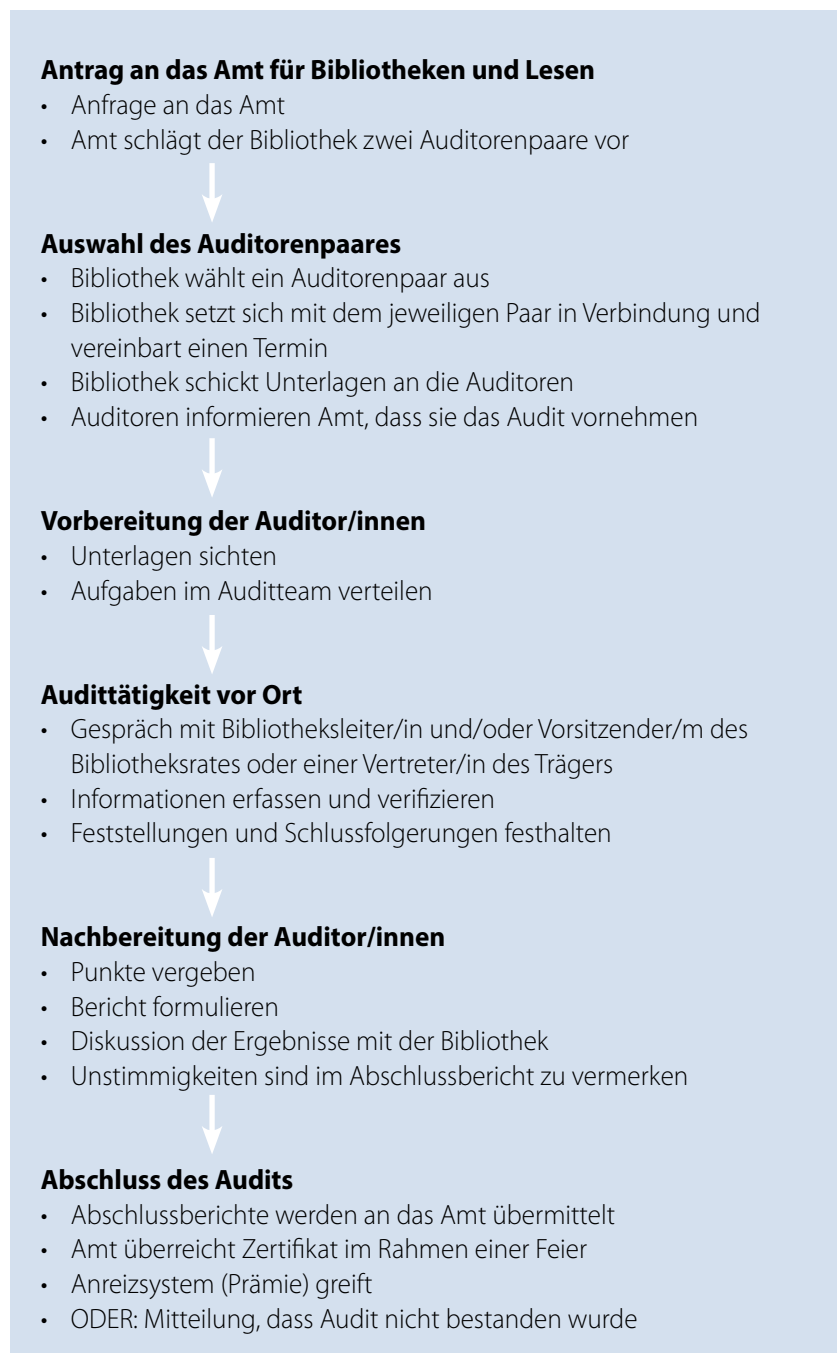 Antrag an das Amt für Bibliotheken und Lesen
• Anfrage an das Amt
• Amt schlägt der Bibliothek zwei Auditorenpaare vor
Auswahl des Auditorenpaares
• Bibliothek wählt ein Auditorenpaar aus
• Bibliothek setzt sich mit dem jeweiligen Paar in Verbindung und
vereinbart einen Termin
• Bibliothek schickt Unterlagen an die Auditoren
• Auditoren informieren Amt, dass sie das Audit vornehmen
Vorbereitung der Auditor/innen
• Unterlagen sichten
• Aufgaben im Auditteam verteilen
Audittätigkeit vor Ort
• Gespräch mit Bibliotheksleiter/in und/oder Vorsitzender/m des
Bibliotheksrates oder einer Vertreter/in des Trägers
• Informationen erfassen und verifizieren
• Feststellungen und Schlussfolgerungen festhalten
Nachbereitung der Auditor/innen
• Punkte vergeben
• Bericht formulieren
• Diskussion der Ergebnisse mit der Bibliothek
• Unstimmigkeiten sind im Abschlussbericht zu vermerken
Abschluss des Audits
• Abschlussberichte werden an das Amt übermittelt
• Amt überreicht Zertifikat im Rahmen einer Feier
• Anreizsystem (Prämie) greift
• ODER: Mitteilung, dass Audit nicht bestanden wurde